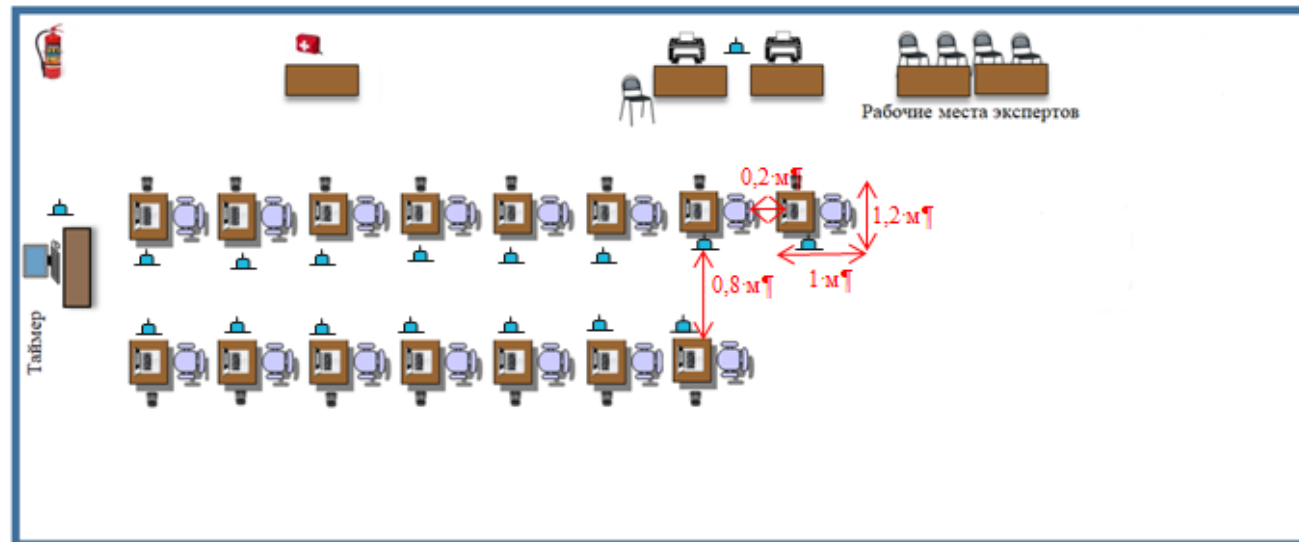 Рабочие места экспертов
0,2·м¶
1,2·м¶
0,8·м¶
1·м¶
Таймер